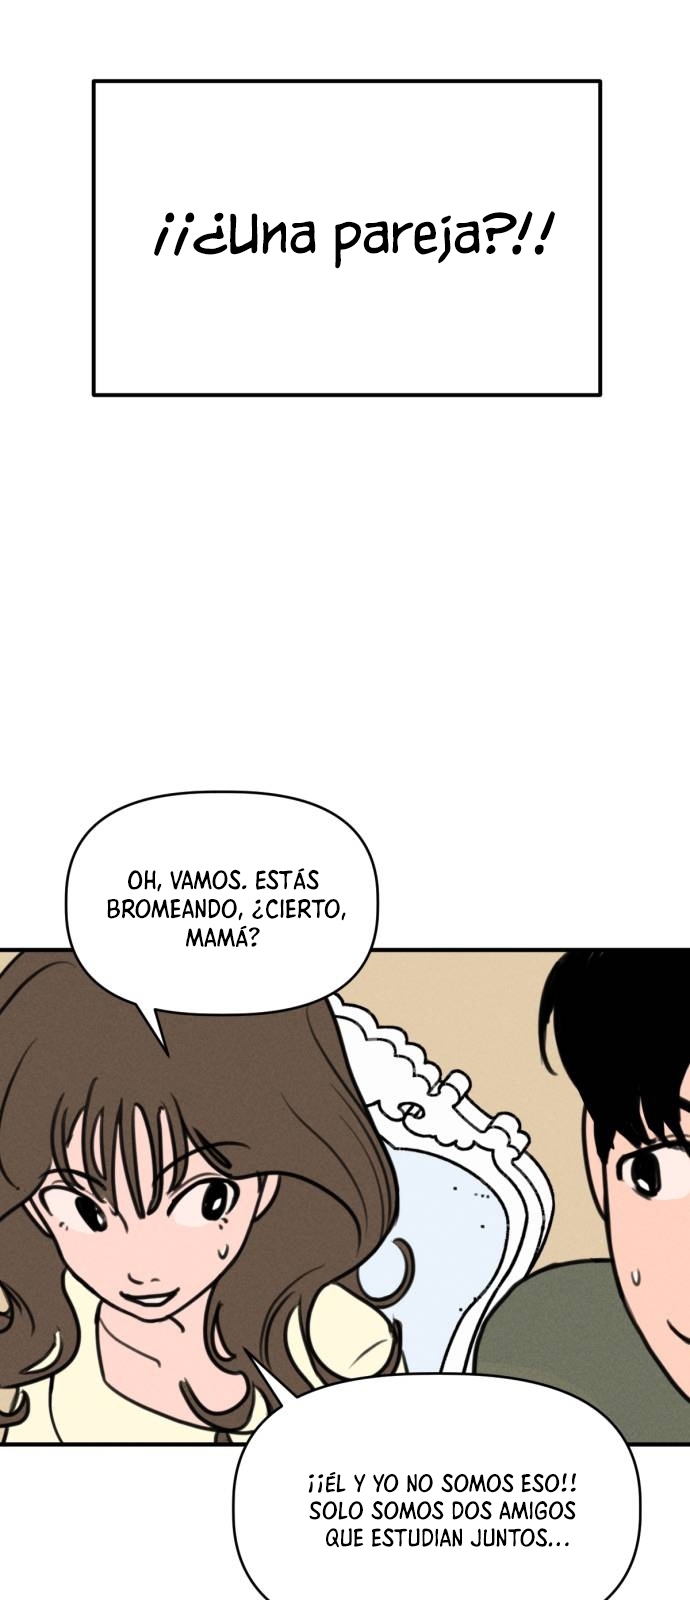 ¡¡¿Una pareja?!!
OH, VAMOS. ESTÁS
BROMEANDO, ¿CIERTO,
MAMÁ?
¡¡ÉL Y YO NO SOMOS ESO!!
SOLO SOMOS DOS AMIGOS
QUE ESTUDIAN JUNTOS...